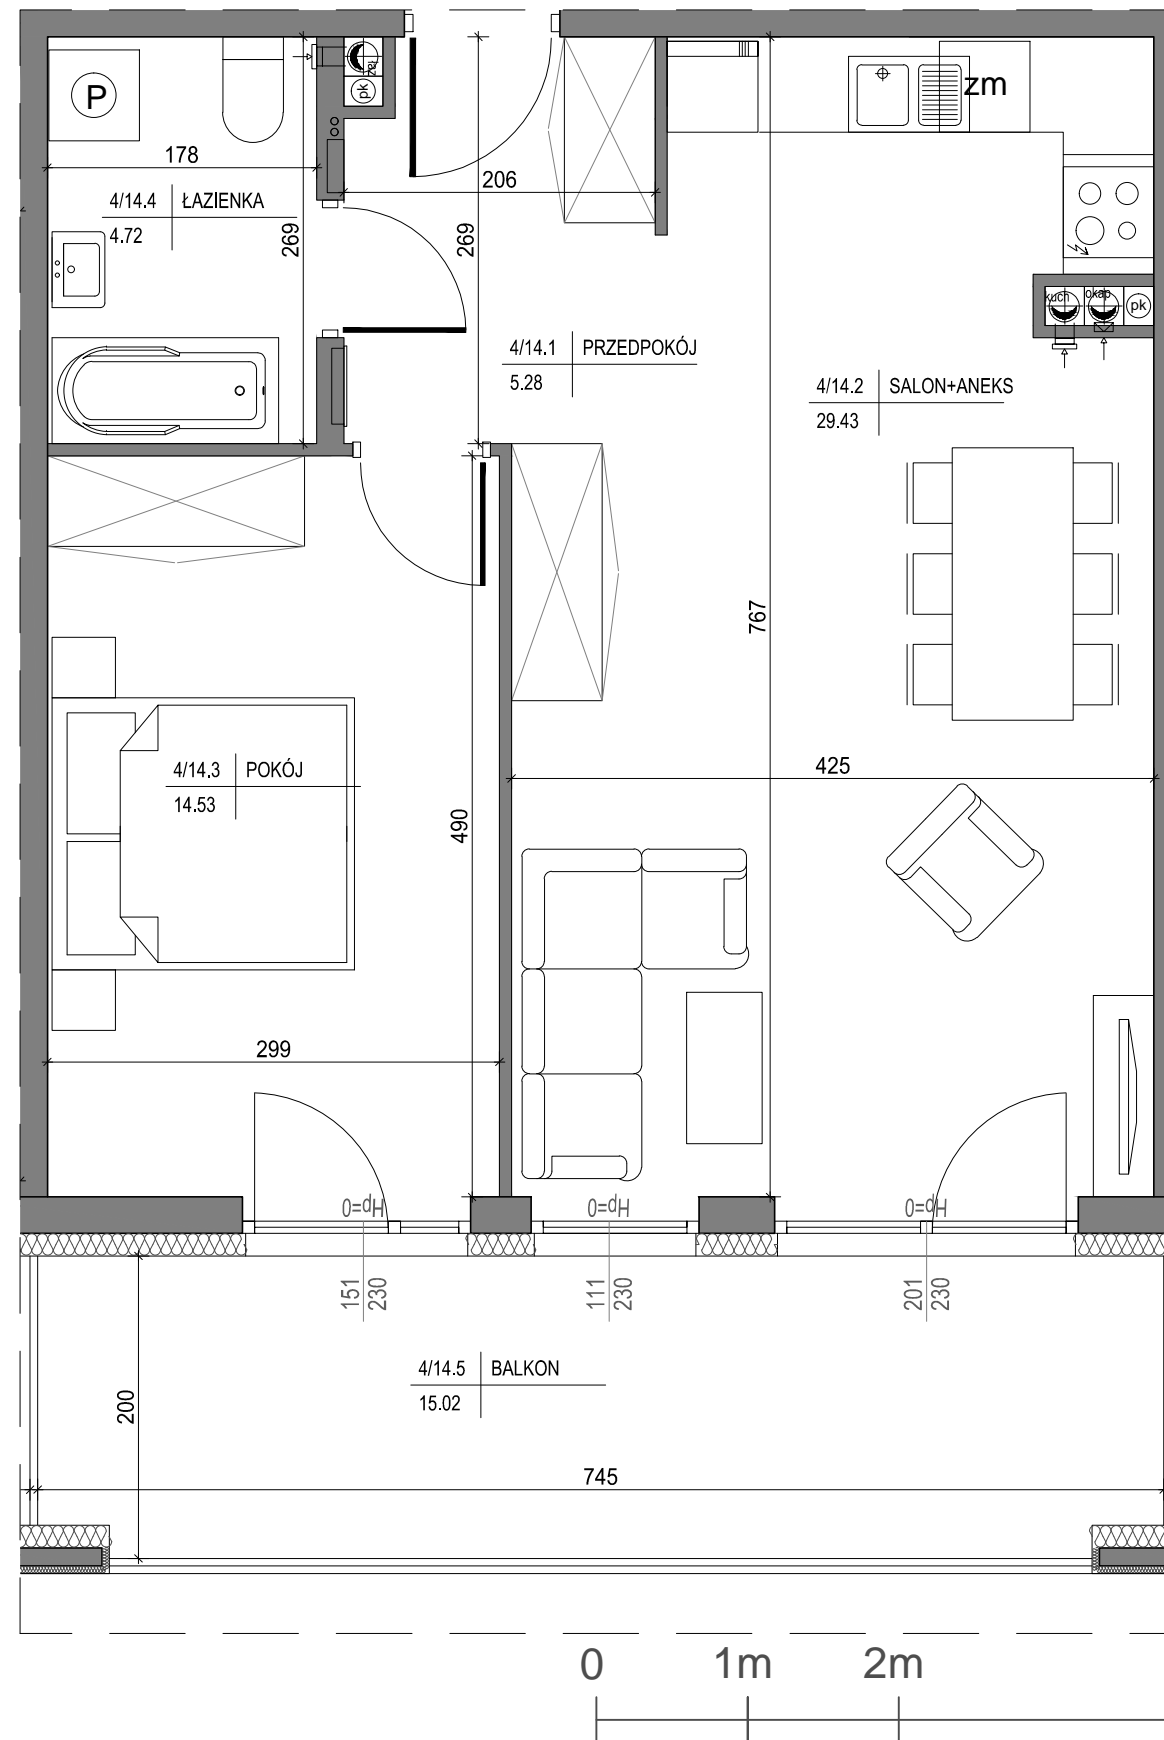 P
łaz
pk
zm
178
206
4/14.4 ŁAZIENKA
4.72
269
269
kuch
okap
pk
4/14.1 PRZEDPOKÓJ
5.28
4/14.2 SALON+ANEKS
29.43
767
4/14.3 POKÓJ
14.53
425
490
299
Hp=0
Hp=0
Hp=0
151
230
111
230
201
230
4/14.5 BALKON
15.02
200
745
0 1m 2m